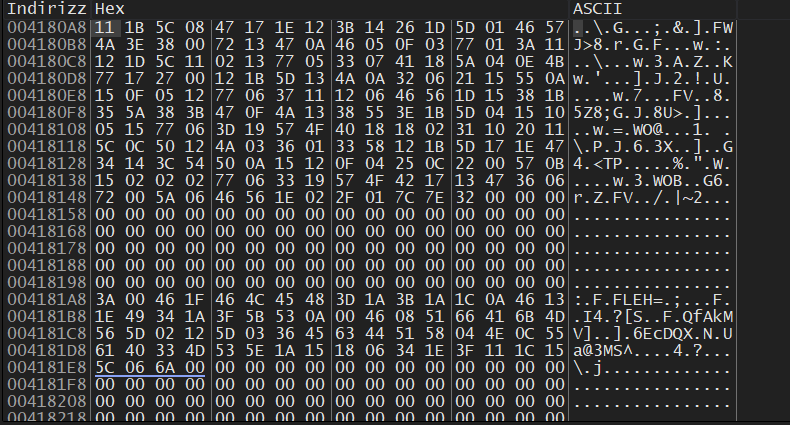 Indirizz Hex ASCII
004180A8 11 1B 5C 08 47 17 1E 12 3B 14 26 1D 5D 01 46 57 ..\.G...;.&.].FW
004180B8 4A 3E 38 00 72 13 47 0A 46 05 0F 03 77 01 3A 11 J>8.r.G.F...w.:.
004180C8 12 1D 5C 11 02 13 77 05 33 07 41 18 5A 04 0E 4B ..\...w.3.A.Z..K
004180D8 77 17 27 00 12 1B 5D 13 4A 0A 32 06 21 15 55 0A w.'...].J.2.!.U.
004180E8 15 0F 05 12 77 06 37 11 12 06 46 56 1D 15 38 1B ....w.7...FV..8.
004180F8 35 5A 38 3B 47 0F 4A 13 38 55 3E 1B 5D 04 15 10 5Z8;G.J.8U>.]...
00418108 05 15 77 06 3D 19 57 4F 40 18 18 02 31 10 20 11 ..w.=.WO@...1. .
00418118 5C 0C 50 12 4A 03 36 01 33 58 12 1B 5D 17 1E 47 \.P.J.6.3X..]..G
00418128 34 14 3C 54 50 0A 15 12 0F 04 25 0C 22 00 57 0B 4.<TP.....%.".W.
00418138 15 02 02 02 77 06 33 19 57 4F 42 17 13 47 36 06 ....w.3.WOB..G6.
00418148 72 00 5A 06 46 56 1E 02 2F 01 7C 7E 32 00 00 00 r.Z.FV../.|~2...
00418158 00 00 00 00 00 00 00 00 00 00 00 00 00 00 00 00 ................
00418168 00 00 00 00 00 00 00 00 00 00 00 00 00 00 00 00 ................
00418178 00 00 00 00 00 00 00 00 00 00 00 00 00 00 00 00 ................
00418188 00 00 00 00 00 00 00 00 00 00 00 00 00 00 00 00 ................
00418198 00 00 00 00 00 00 00 00 00 00 00 00 00 00 00 00 ................
004181A8 3A 00 46 1F 46 4C 45 48 3D 1A 3B 1A 1C 0A 46 13 :.F.FLEH=.;...F.
004181B8 1E 49 34 1A 3F 5B 53 0A 00 46 08 51 66 41 6B 4D .I4.?[S..F.QfAkM
004181C8 56 5D 02 12 5D 03 36 45 63 44 51 58 04 4E 0C 55 V]..].6EcDQX.N.U
004181D8 61 40 33 4D 53 5E 1A 15 18 06 34 1E 3F 11 1C 15 a@3MS^....4.?...
004181E8 5C 06 6A 00 00 00 00 00 00 00 00 00 00 00 00 00 \.j.............
004181F8 00 00 00 00 00 00 00 00 00 00 00 00 00 00 00 00 ................
00418208 00 00 00 00 00 00 00 00 00 00 00 00 00 00 00 00 ................
00418218 00 00 00 00 00 00 00 00 00 00 00 00 00 00 00 00